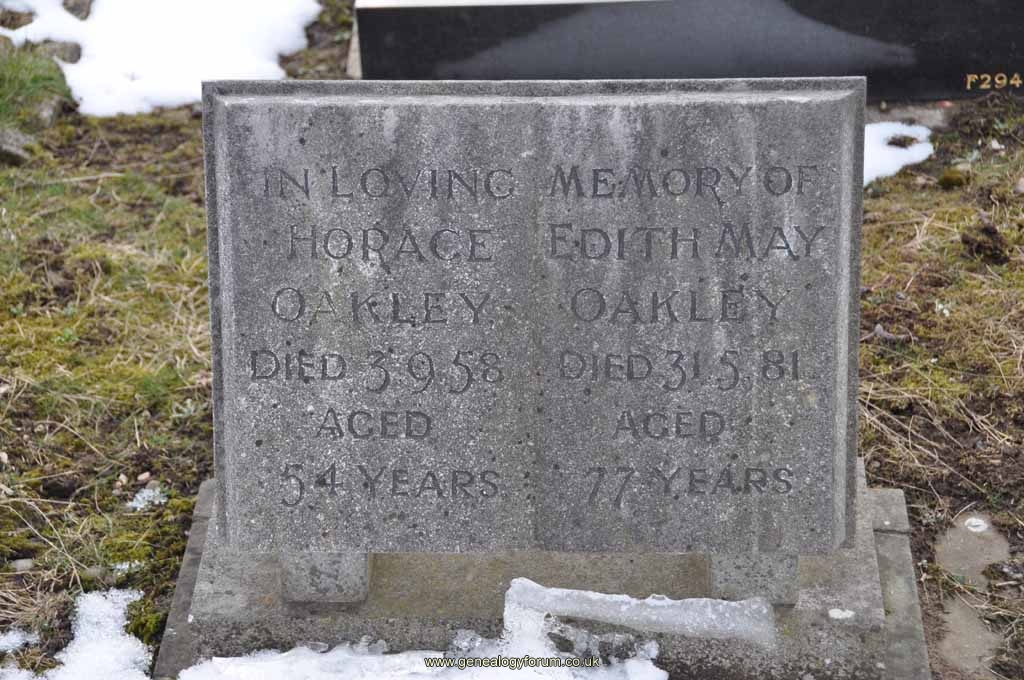 F294
IN LOVING MEMORY OF
HORACE EDITH MAY
OAKLEY OAKLEY
DIED 3.9.58 DIED 31.5.81
AGED AGED
54 YEARS 77 YEARS
www.genealogyforum.co.uk